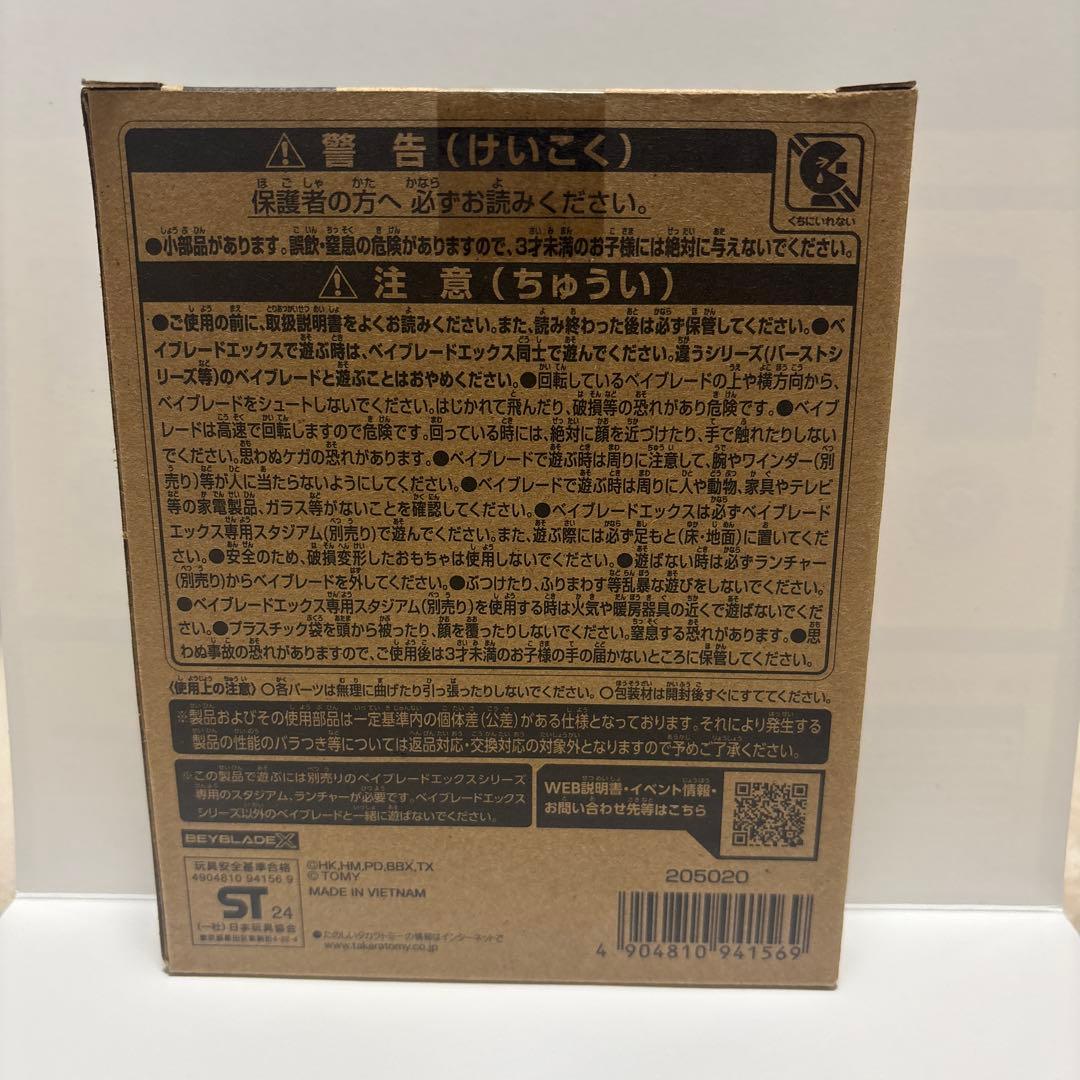 ⚠警告(けいこく)
くちにいれない
保護者の方へ 必ずお読みください。
●小部品があります。誤飲・窒息の危険がありますので、3才未満のお子様には絶対に与えないでください。
⚠注意(ちゅうい)
●ご使用の前に、取扱説明書をよくお読みください。また、読み終わった後は必ず保管してください。●ベ
イブレードエックスで遊ぶ時は、ベイブレードエックス同士で遊んでください。違うシリーズ(バーストシ
リーズ等)のベイブレードと遊ぶことはおやめください。●回転しているベイブレードの上や横方向から、
ベイブレードをシュートしないでください。はじかれて飛んだり、破損等の恐れがあり危険です。●ベイブ
レードは高速で回転しますので危険です。回っている時には、絶対に顔を近づけたり、手で触れたりしない
でください。思わぬケガの恐れがあります。●ベイブレードで遊ぶ時は周りに注意して、腕やワインダー(別
売り)等が人に当たらないようにしてください。●ベイブレードで遊ぶ時は周りに人や動物、家具やテレビ
等の家電製品、ガラス等がないことを確認してください。●ベイブレードエックスは必ずベイブレード
エックス専用スタジアム(別売り)で遊んでください。また、遊ぶ際には必ず足もと(床・地面)に置いてくだ
さい。●安全のため、破損変形したおもちゃは使用しないでください。●遊ばない時は必ずランチャー
(別売り)からベイブレードを外してください。●ぶつけたり、ふりまわす等乱暴な遊びをしないでください。
●ベイブレードエックス専用スタジアム(別売り)を使用する時は火気や暖房器具の近くで遊ばないでくだ
さい。●プラスチック袋を頭から被ったり、顔を覆ったりしないでください。窒息する恐れがあります。●思
わぬ事故の恐れがありますので、ご使用後は3才未満のお子様の手の届かないところに保管してください。
〈使用上の注意〉○各パーツは無理に曲げたり引っ張ったりしないでください。○包装材は開封後すぐにすててください。
※製品およびその使用部品は一定基準内の個体差(公差)がある仕様となっております。それにより発生する
製品の性能のバラつき等については返品対応・交換対応の対象外となりますので予めご了承ください。
※この製品で遊ぶには別売りのベイブレードエックスシリーズ
専用のスタジアム、ランチャーが必要です。ベイブレードエックス
シリーズ以外のベイブレードと一緒に遊ばないでください。
WEB説明書・イベント情報・
お問い合わせ先等はこちら
BEYBLADE X
玩具安全基準合格
4904810 94156 9
ST 24
(一社)日本玩具協会
©HK,HM,PD,BBX,TX
© TOMY
MADE IN VIETNAM
●たのしいタカラトミーの情報はインターネットで
www.takaratomy.co.jp
205020
4 904810 941569